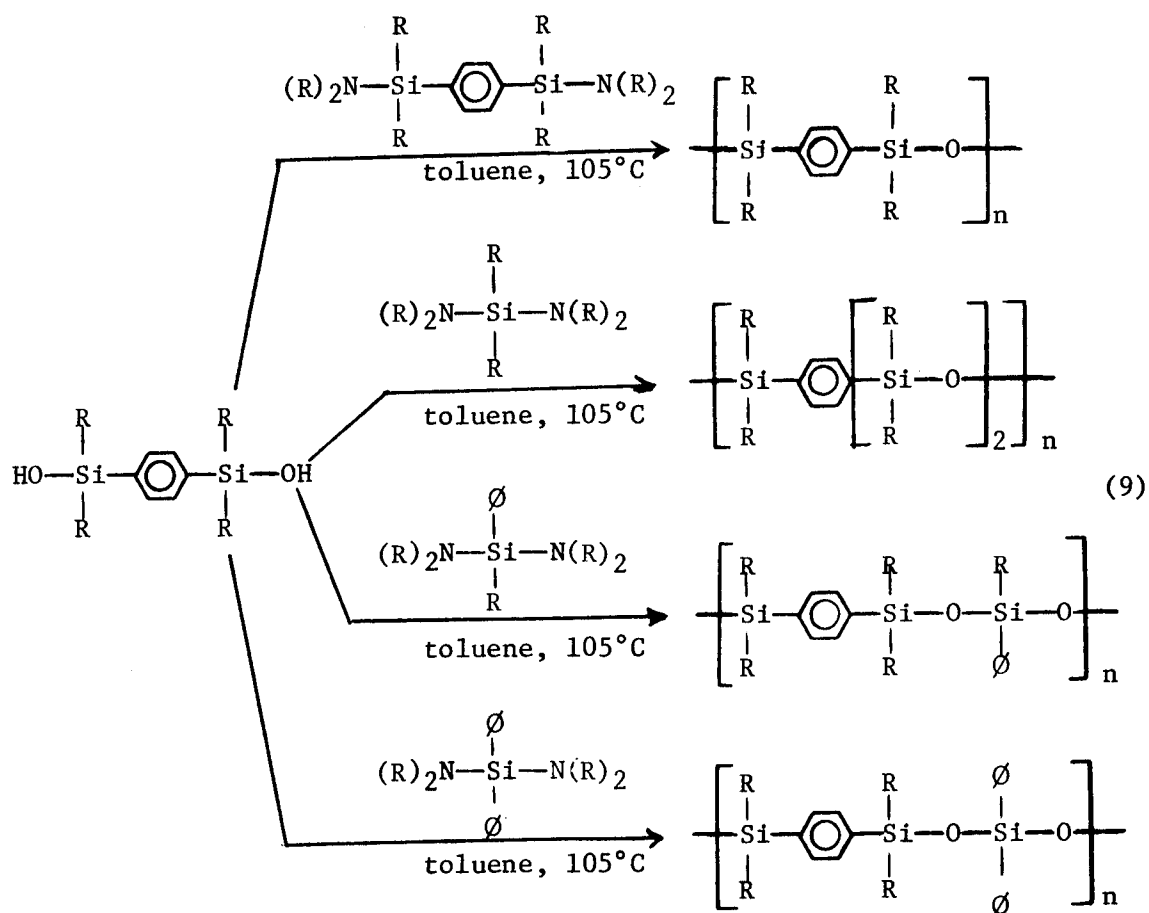 R R
(R)2N—Si—⌬—Si—N(R)2
R R
toluene, 105°C
R R
Si—⌬—Si—O
R R
n
R
(R)2N—Si—N(R)2
R
toluene, 105°C
R R
Si—⌬—Si—O
R R
2 n
R R
HO—Si—⌬—Si—OH
R R
(9)
Ø
(R)2N—Si—N(R)2
R
toluene, 105°C
R R R
Si—⌬—Si—O—Si—O
R R Ø
n
Ø
(R)2N—Si—N(R)2
Ø
toluene, 105°C
R R Ø
Si—⌬—Si—O—Si—O
R R Ø
n